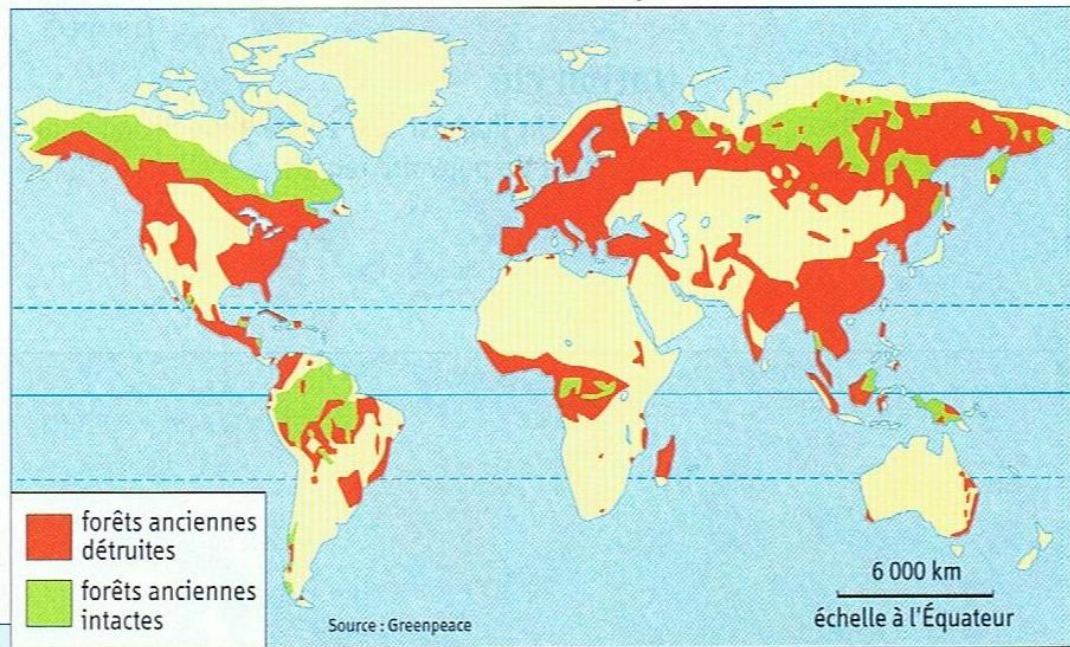 forêts anciennes
détruites
forêts anciennes
intactes
Source : Greenpeace
6 000 km
échelle à l'Équateur